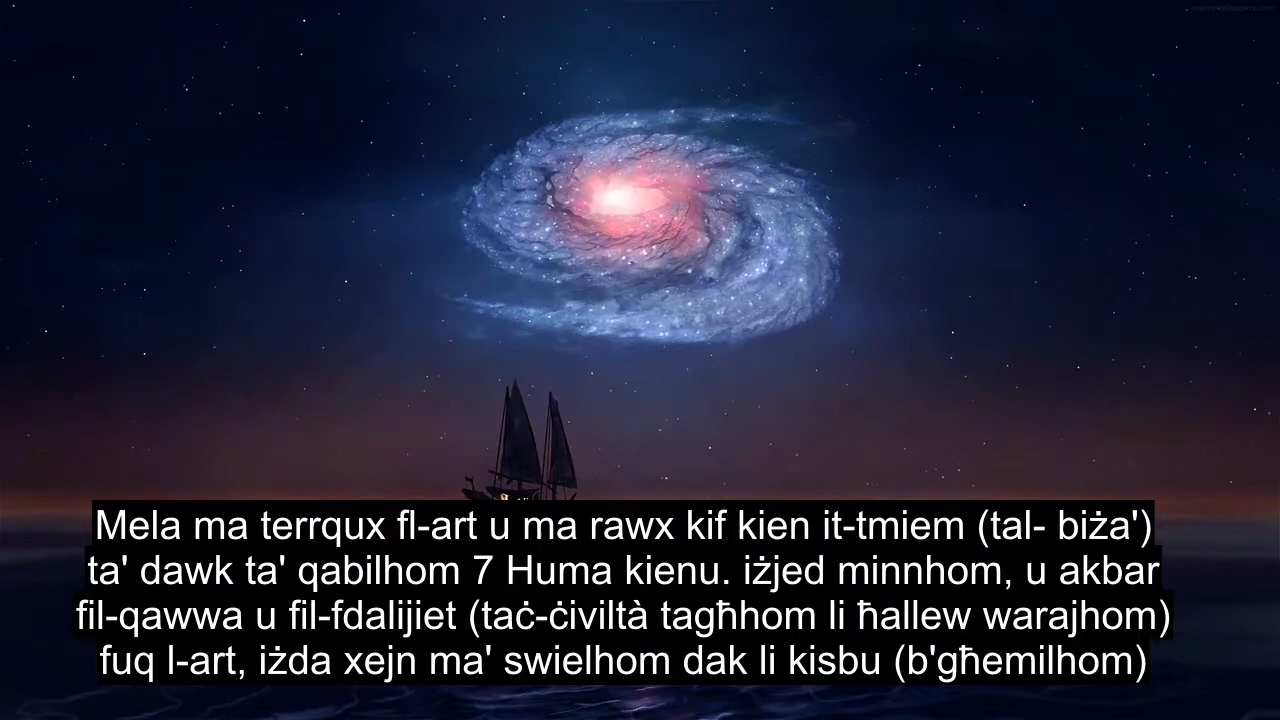 Mela ma terrqux fl-art u ma rawx kif kien it-tmiem (tal- biża')
ta' dawk ta' qabilhom 7 Huma kienu. iżjed minnhom, u akbar
fil-qawwa u fil-fdalijiet (taċ-ċiviltà tagħhom li ħallew warajhom)
fuq l-art, iżda xejn ma' swielhom dak li kisbu (b'għemilhom)